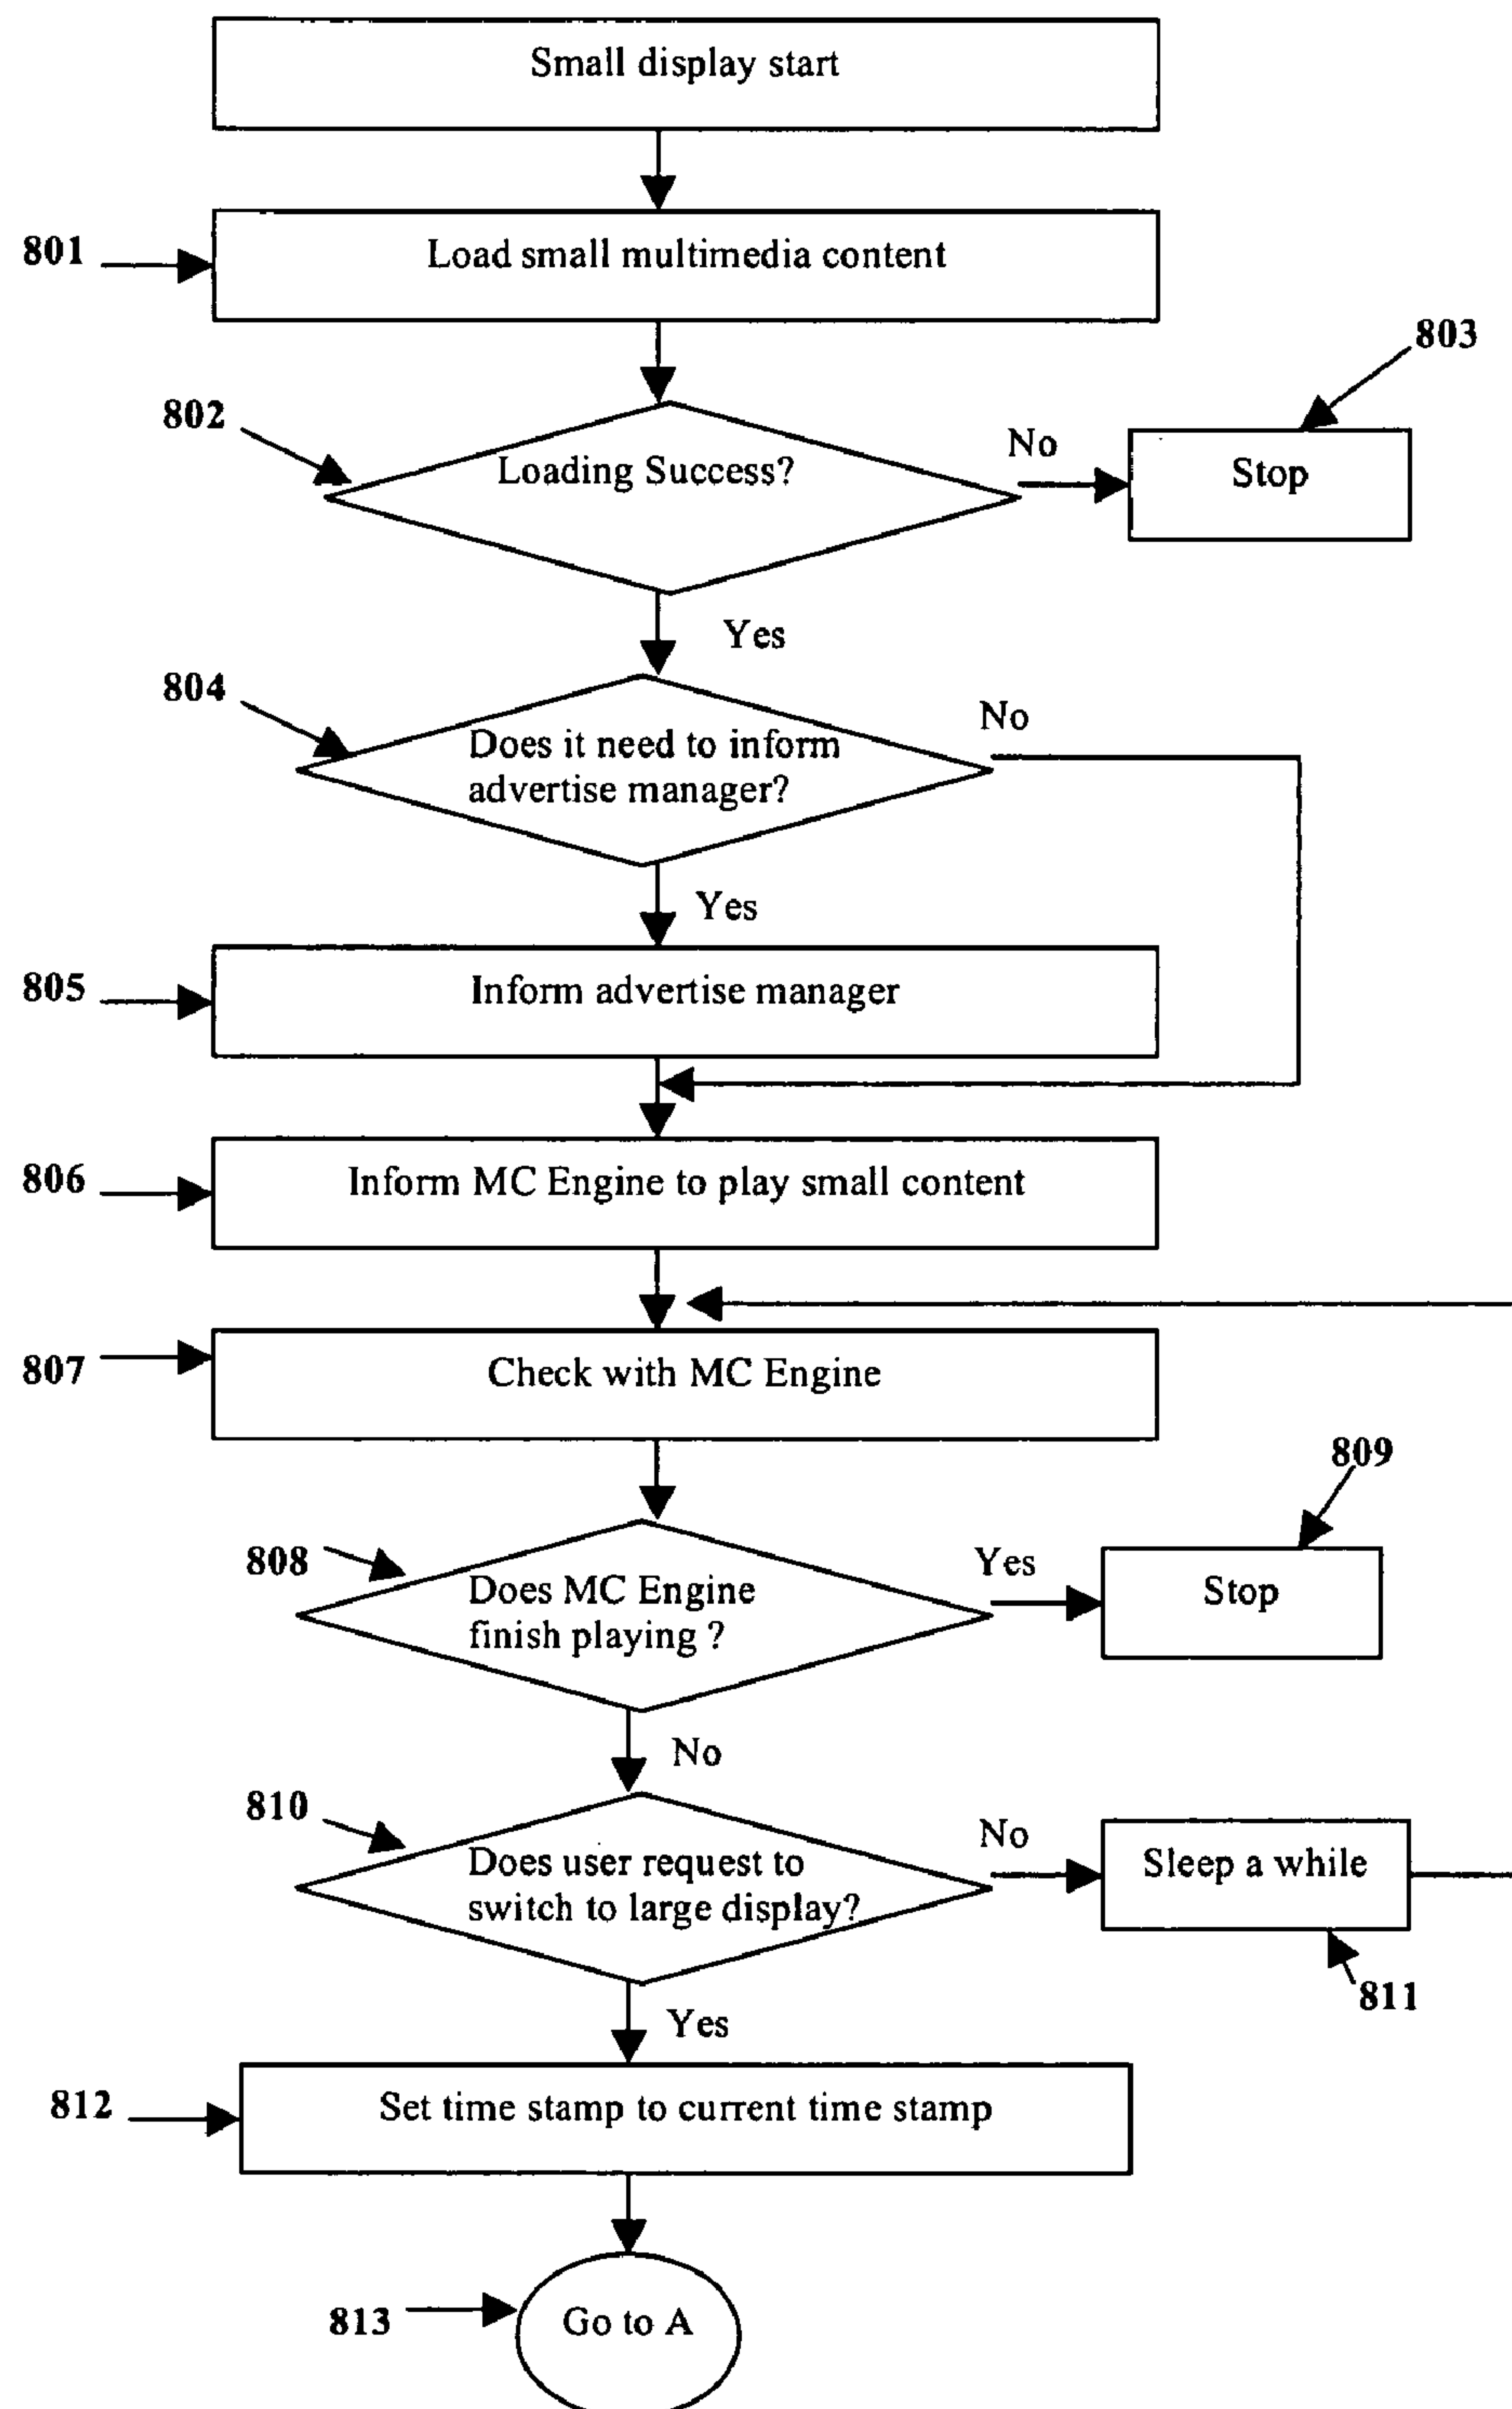 Small display start
801
Load small multimedia content
803
802
No
Loading Success?
Stop
Yes
804
No
Does it need to inform
advertise manager?
Yes
805
Inform advertise manager
806
Inform MC Engine to play small content
807
Check with MC Engine
809
808
Yes
Does MC Engine
finish playing ?
Stop
No
810
No
Does user request to
switch to large display?
Sleep a while
811
Yes
812
Set time stamp to current time stamp
813
Go to A